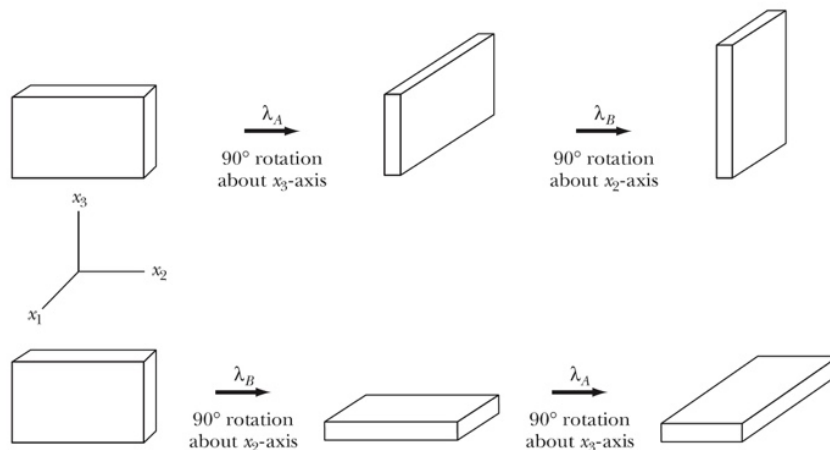 λA
λB
90° rotation
about x3-axis
90° rotation
about x2-axis
x3
x2
x1
λB
λA
90° rotation
about x2-axis
90° rotation
about x3-axis